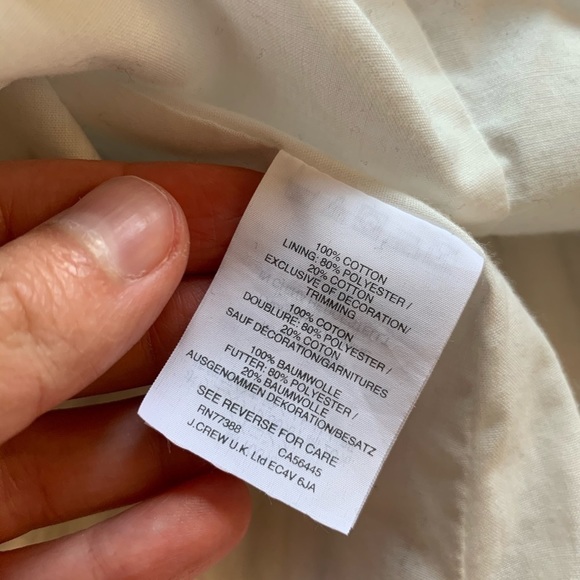 100% COTTON
LINING: 80% POLYESTER /
20% COTTON
EXCLUSIVE OF DECORATION/
TRIMMING
100% COTON
DOUBLURE: 80% POLYESTER /
20% COTON
SAUF DÉCORATION/GARNITURES
100% BAUMWOLLE
FUTTER: 80% POLYESTER /
20% BAUMWOLLE
AUSGENOMMEN DEKORATION/BESATZ
SEE REVERSE FOR CARE
RN77388 CA56445
J.CREW U.K. Ltd EC4V 6JA